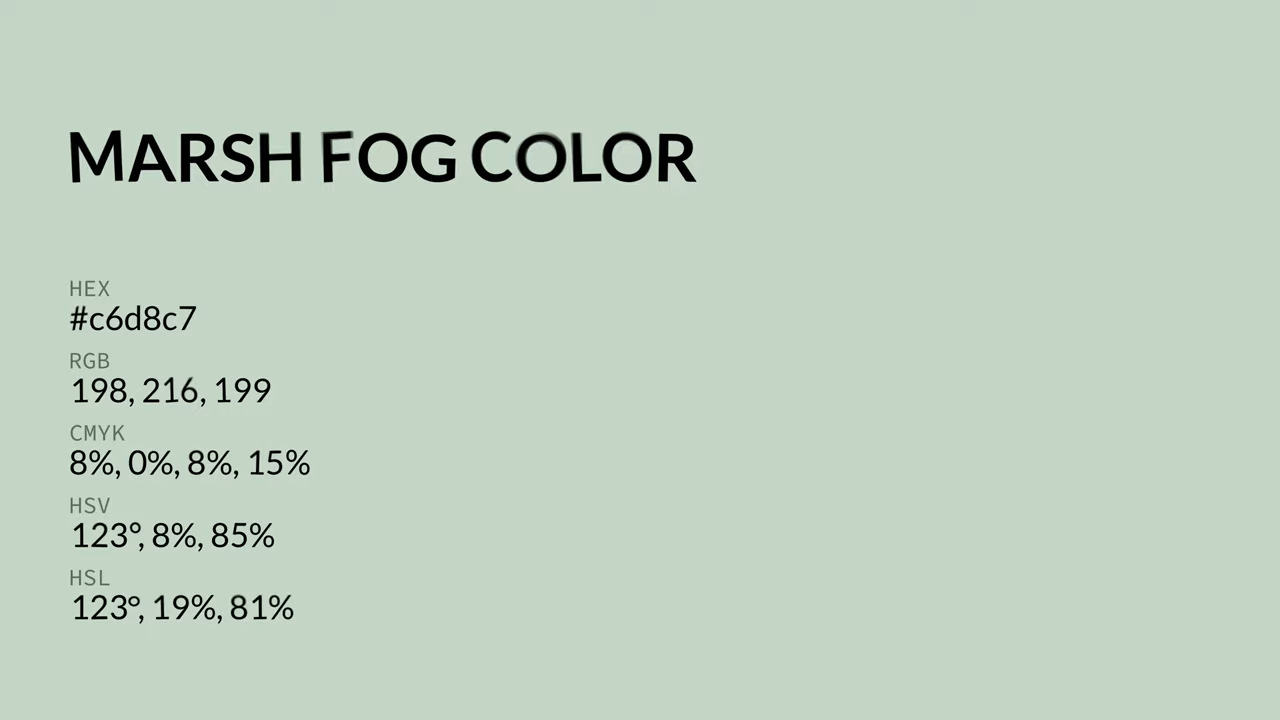 MARSH FOG COLOR
HEX
#c6d8c7
RGB
198, 216, 199
CMYK
8%, 0%, 8%, 15%
HSV
123°, 8%, 85%
HSL
123°, 19%, 81%